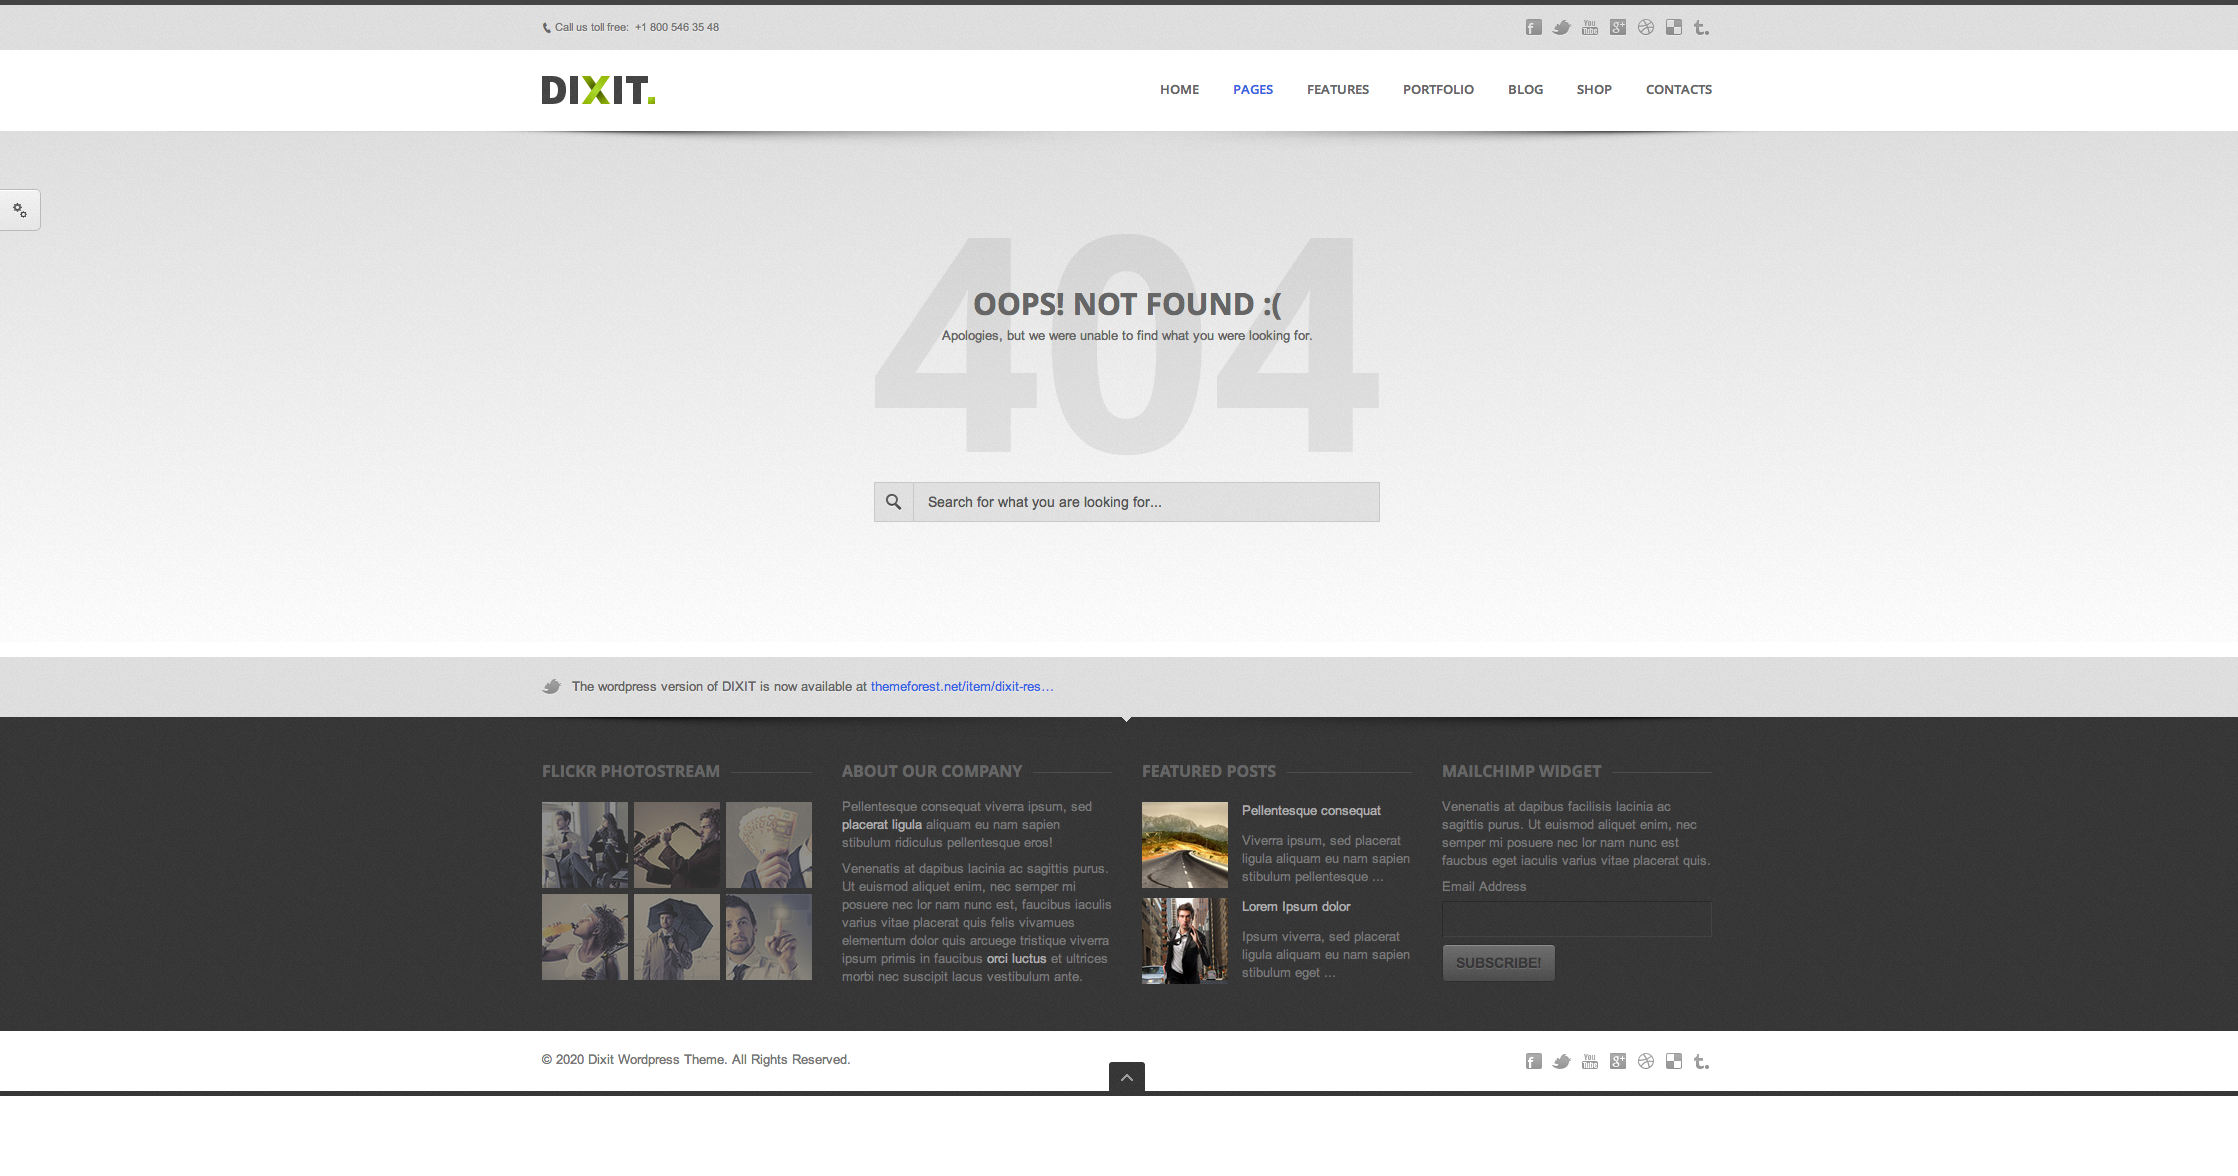 Call us toll free: +1 800 546 35 48
DIXIT.
HOME PAGES FEATURES PORTFOLIO BLOG SHOP CONTACTS
404
OOPS! NOT FOUND :(
Apologies, but we were unable to find what you were looking for.
Search for what you are looking for...
The wordpress version of DIXIT is now available at themeforest.net/item/dixit-res…
FLICKR PHOTOSTREAM
ABOUT OUR COMPANY
Pellentesque consequat viverra ipsum, sed
placerat ligula aliquam eu nam sapien
stibulum ridiculus pellentesque eros!
Venenatis at dapibus lacinia ac sagittis purus.
Ut euismod aliquet enim, nec semper mi
posuere nec lor nam nunc est, faucibus iaculis
varius vitae placerat quis felis vivamues
elementum dolor quis arcuege tristique viverra
ipsum primis in faucibus orci luctus et ultrices
morbi nec suscipit lacus vestibulum ante.
FEATURED POSTS
Pellentesque consequat
Viverra ipsum, sed placerat
ligula aliquam eu nam sapien
stibulum pellentesque ...
Lorem Ipsum dolor
Ipsum viverra, sed placerat
ligula aliquam eu nam sapien
stibulum eget ...
MAILCHIMP WIDGET
Venenatis at dapibus facilisis lacinia ac
sagittis purus. Ut euismod aliquet enim, nec
semper mi posuere nec lor nam nunc est
faucbus eget iaculis varius vitae placerat quis.
Email Address
SUBSCRIBE!
© 2020 Dixit Wordpress Theme. All Rights Reserved.